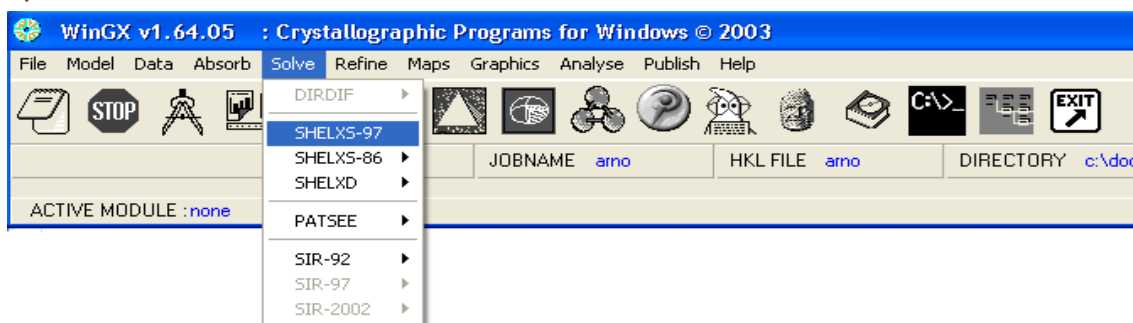 WinGX v1.64.05 : Crystallographic Programs for Windows © 2003
File Model Data Absorb Solve Refine Maps Graphics Analyse Publish Help
STOP
C:\>_
EXIT
DIRDIF
SHELXS-97
SHELXS-86
SHELXD
PATSEE
SIR-92
SIR-97
SIR-2002
JOBNAME arno HKL FILE arno DIRECTORY c:\doc
ACTIVE MODULE : none